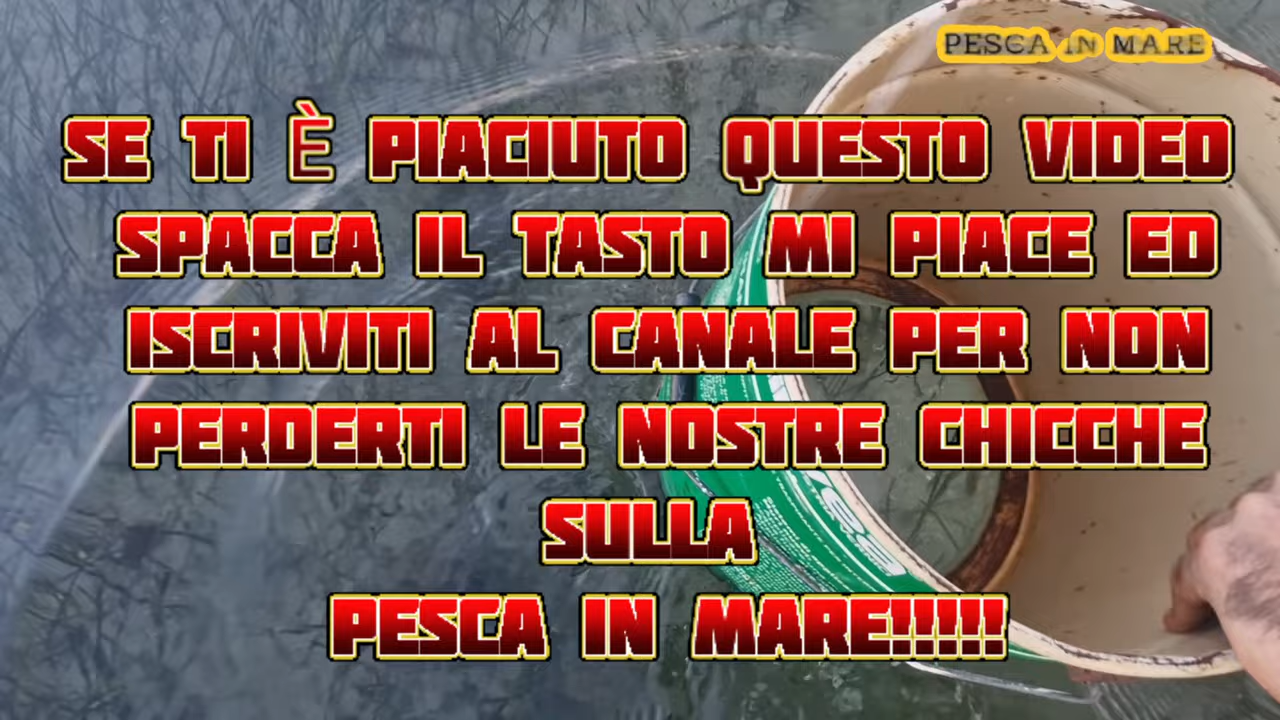 PESCA IN MARE
SE TI È PIACIUTO QUESTO VIDEO
SPACCA IL TASTO MI PIACE ED
ISCRIVITI AL CANALE PER NON
PERDERTI LE NOSTRE CHICCHE
SULLA
PESCA IN MARE!!!!!